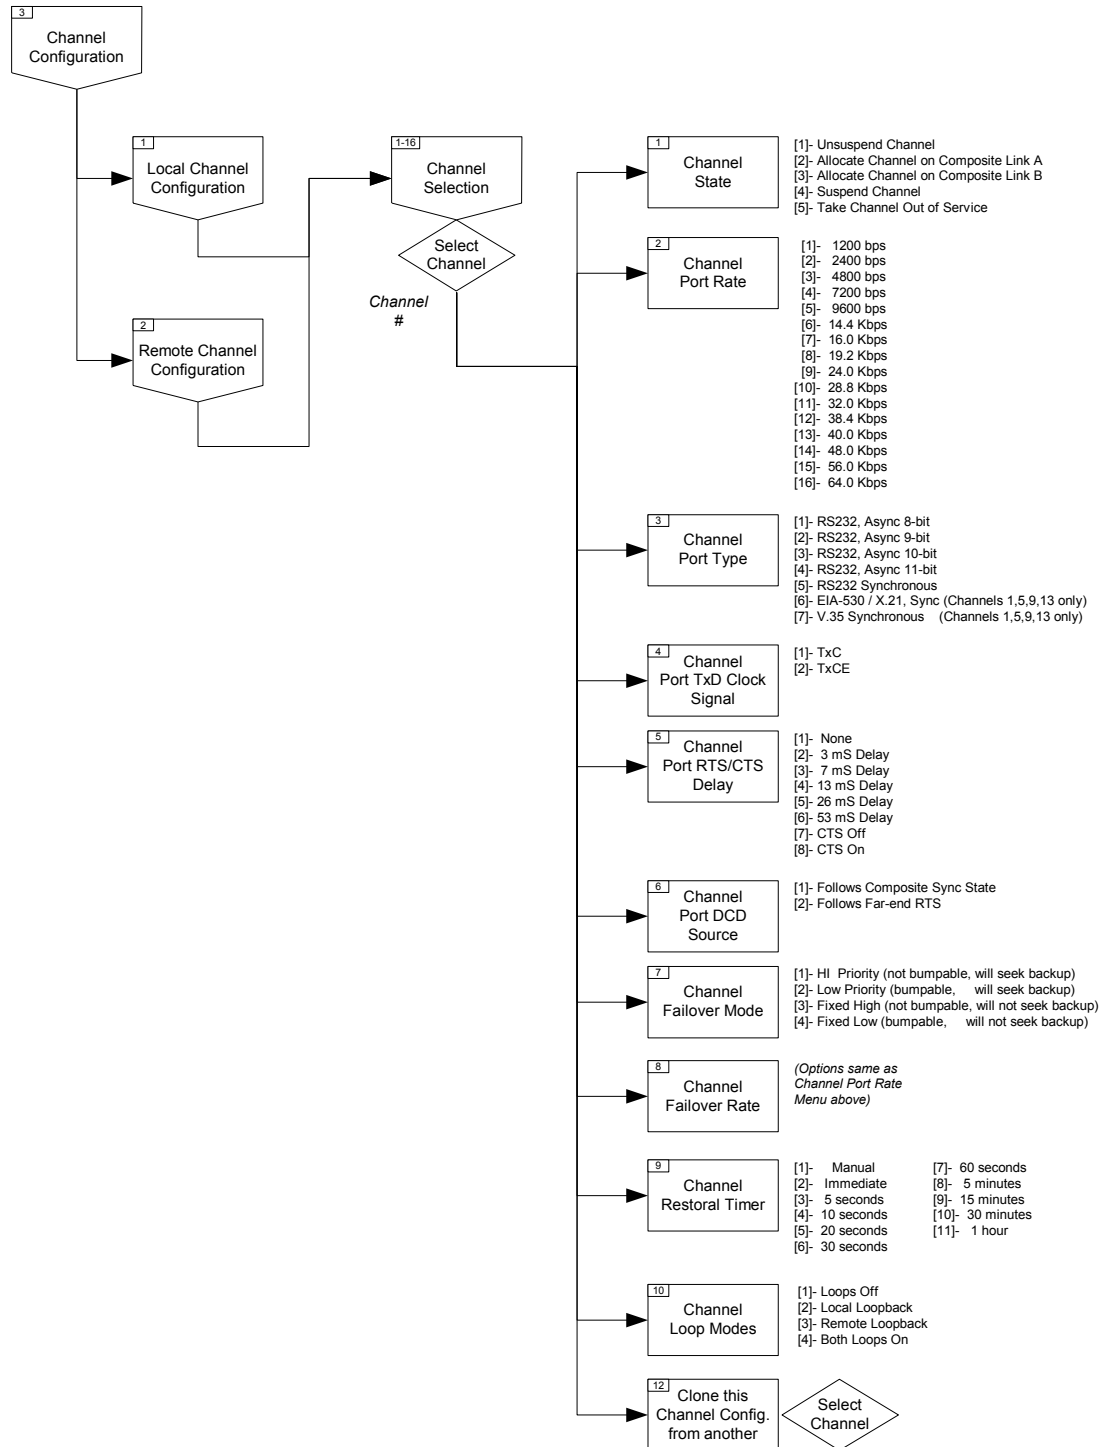 3
Channel
Configuration
1
Local Channel
Configuration
2
Remote Channel
Configuration
1-16
Channel
Selection
Select
Channel
Channel
#
1
Channel
State
[1]- Unsuspend Channel
[2]- Allocate Channel on Composite Link A
[3]- Allocate Channel on Composite Link B
[4]- Suspend Channel
[5]- Take Channel Out of Service
2
Channel
Port Rate
[1]- 1200 bps
[2]- 2400 bps
[3]- 4800 bps
[4]- 7200 bps
[5]- 9600 bps
[6]- 14.4 Kbps
[7]- 16.0 Kbps
[8]- 19.2 Kbps
[9]- 24.0 Kbps
[10]- 28.8 Kbps
[11]- 32.0 Kbps
[12]- 38.4 Kbps
[13]- 40.0 Kbps
[14]- 48.0 Kbps
[15]- 56.0 Kbps
[16]- 64.0 Kbps
3
Channel
Port Type
[1]- RS232, Async 8-bit
[2]- RS232, Async 9-bit
[3]- RS232, Async 10-bit
[4]- RS232, Async 11-bit
[5]- RS232 Synchronous
[6]- EIA-530 / X.21, Sync (Channels 1,5,9,13 only)
[7]- V.35 Synchronous (Channels 1,5,9,13 only)
4
Channel
Port TxD Clock
Signal
[1]- TxC
[2]- TxCE
5
Channel
Port RTS/CTS
Delay
[1]- None
[2]- 3 mS Delay
[3]- 7 mS Delay
[4]- 13 mS Delay
[5]- 26 mS Delay
[6]- 53 mS Delay
[7]- CTS Off
[8]- CTS On
6
Channel
Port DCD
Source
[1]- Follows Composite Sync State
[2]- Follows Far-end RTS
7
Channel
Failover Mode
[1]- HI Priority (not bumpable, will seek backup)
[2]- Low Priority (bumpable, will seek backup)
[3]- Fixed High (not bumpable, will not seek backup)
[4]- Fixed Low (bumpable, will not seek backup)
8
Channel
Failover Rate
(Options same as
Channel Port Rate
Menu above)
9
Channel
Restoral Timer
[1]- Manual
[2]- Immediate
[3]- 5 seconds
[4]- 10 seconds
[5]- 20 seconds
[6]- 30 seconds
[7]- 60 seconds
[8]- 5 minutes
[9]- 15 minutes
[10]- 30 minutes
[11]- 1 hour
10
Channel
Loop Modes
[1]- Loops Off
[2]- Local Loopback
[3]- Remote Loopback
[4]- Both Loops On
12
Clone this
Channel Config.
from another
Select
Channel